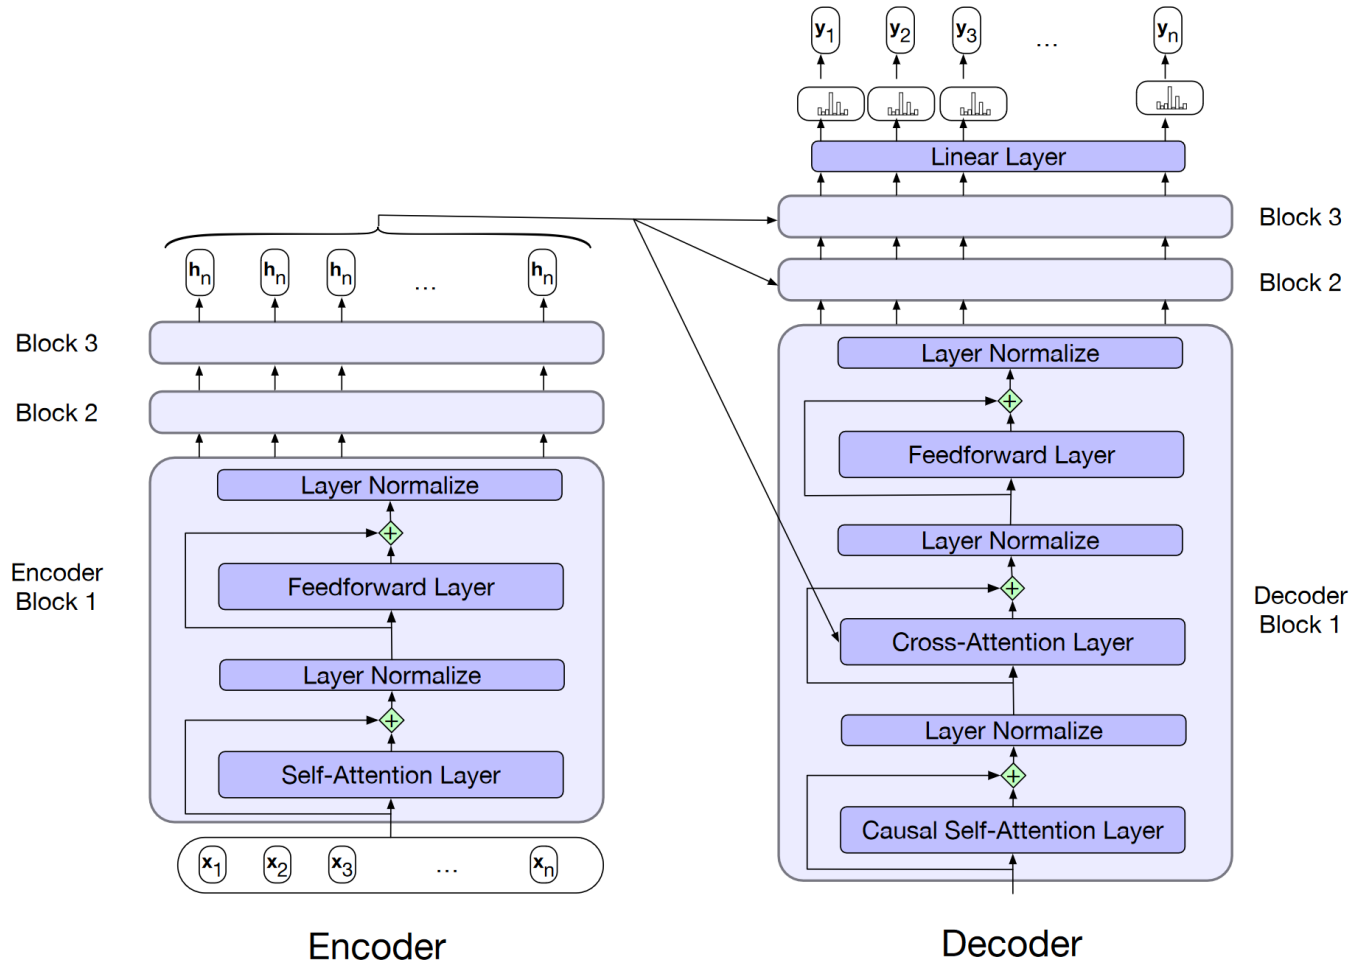 y1 y2 y3 ... yn
Linear Layer
Block 3
Block 2
Layer Normalize
Feedforward Layer
Layer Normalize
Cross-Attention Layer
Decoder
Block 1
Layer Normalize
Causal Self-Attention Layer
Decoder
hn hn hn ... hn
Block 3
Block 2
Layer Normalize
Feedforward Layer
Encoder
Block 1
Layer Normalize
Self-Attention Layer
x1 x2 x3 ... xn
Encoder